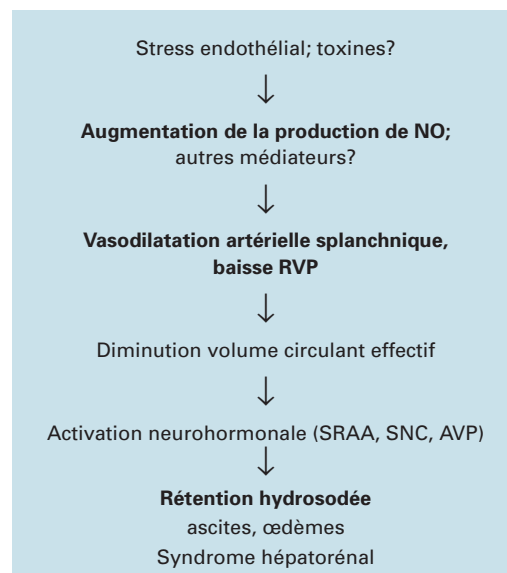 Stress endothélial; toxines?
↓
Augmentation de la production de NO;
autres médiateurs?
↓
Vasodilatation artérielle splanchnique,
baisse RVP
↓
Diminution volume circulant effectif
↓
Activation neurohormonale (SRAA, SNC, AVP)
↓
Rétention hydrosodée
ascites, œdèmes
Syndrome hépatorénal